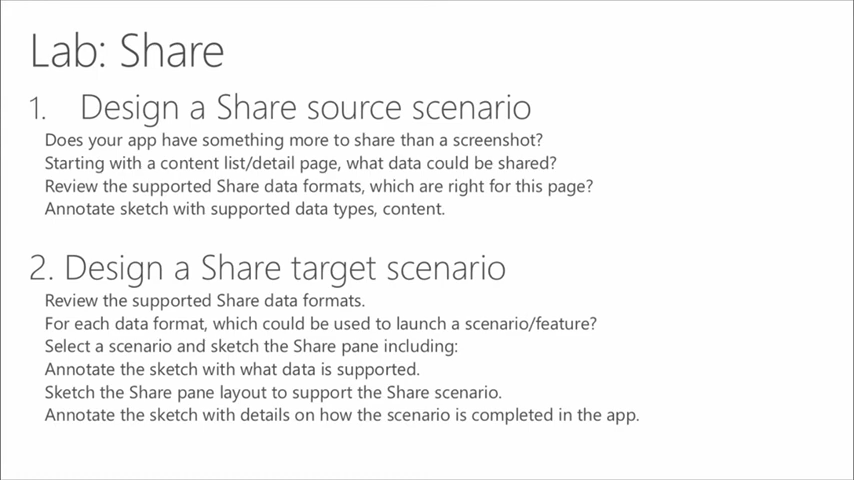 Lab: Share
1. Design a Share source scenario
Does your app have something more to share than a screenshot?
Starting with a content list/detail page, what data could be shared?
Review the supported Share data formats, which are right for this page?
Annotate sketch with supported data types, content.
2. Design a Share target scenario
Review the supported Share data formats.
For each data format, which could be used to launch a scenario/feature?
Select a scenario and sketch the Share pane including:
Annotate the sketch with what data is supported.
Sketch the Share pane layout to support the Share scenario.
Annotate the sketch with details on how the scenario is completed in the app.